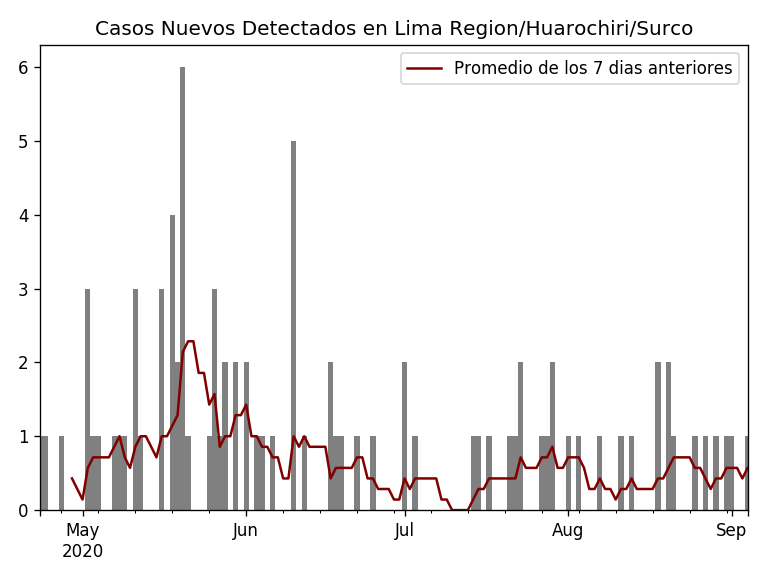 Casos Nuevos Detectados en Lima Region/Huarochiri/Surco
Promedio de los 7 dias anteriores
6
5
4
3
2
1
0
May Jun Jul Aug Sep
2020